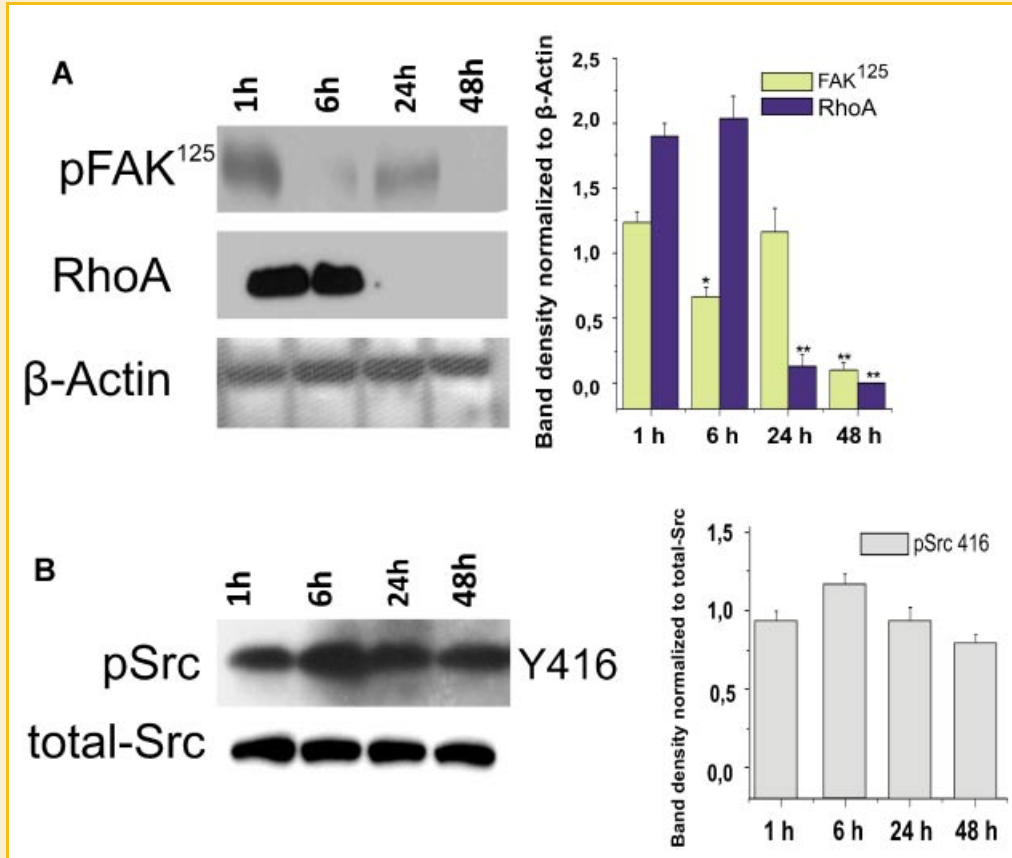 A
1h 6h 24h 48h
pFAK¹²⁵
RhoA
β-Actin
Band density normalized to β-Actin
2,5
2,0
1,5
1,0
0,5
0,0
FAK¹²⁵
RhoA
*
**
**
**
1 h 6 h 24 h 48 h
B
1h 6h 24h 48h
pSrc Y416
total-Src
Band density normalized to total-Src
1,5
1,0
0,5
0,0
pSrc 416
1 h 6 h 24 h 48 h